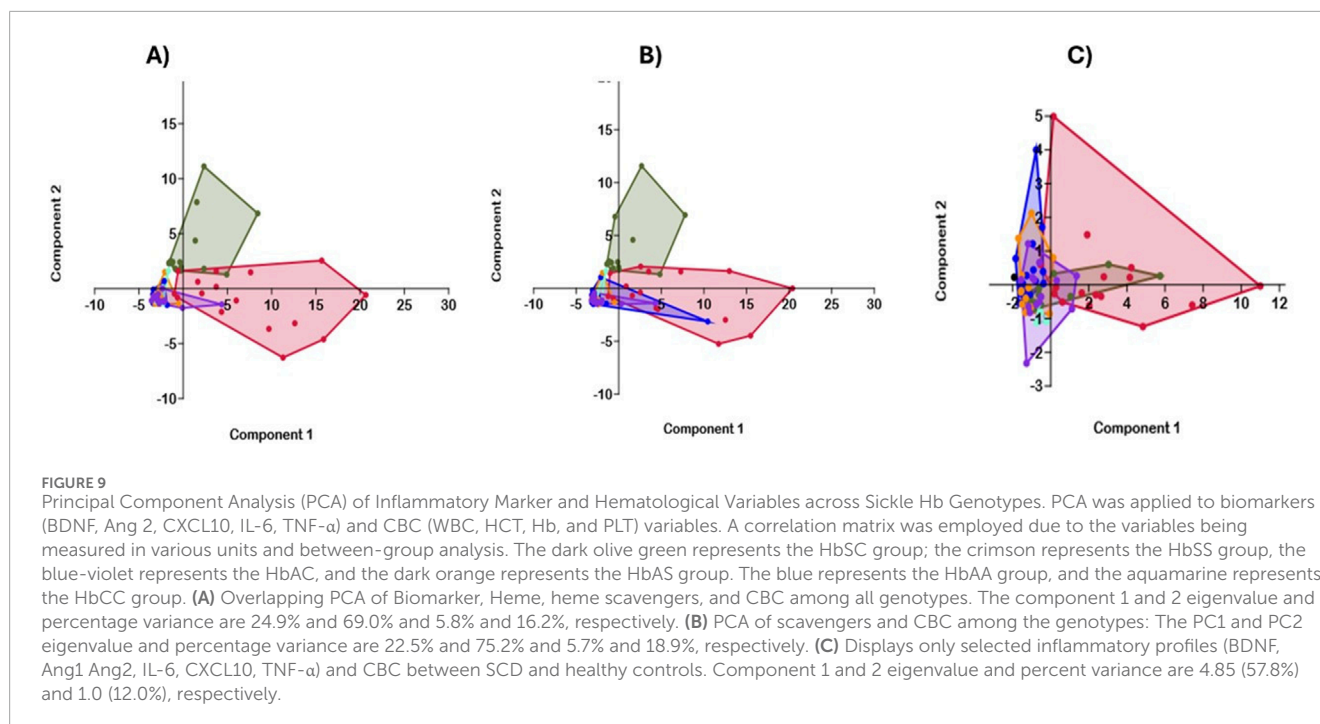 A)
B)
C)
15
10
5
-10
-5
5
10
15
20
25
30
-5
-10
Component 2
Component 1
15
10
5
-10
-5
5
10
15
20
25
30
-5
-10
Component 2
Component 1
5
4
3
2
1
-2
2
4
6
8
10
12
-1
-2
-3
Component 2
Component 1
FIGURE 9
Principal Component Analysis (PCA) of Inflammatory Marker and Hematological Variables across Sickle Hb Genotypes. PCA was applied to biomarkers
(BDNF, Ang 2, CXCL10, IL-6, TNF-α) and CBC (WBC, HCT, Hb, and PLT) variables. A correlation matrix was employed due to the variables being
measured in various units and between-group analysis. The dark olive green represents the HbSC group; the crimson represents the HbSS group, the
blue-violet represents the HbAC, and the dark orange represents the HbAS group. The blue represents the HbAA group, and the aquamarine represents
the HbCC group. (A) Overlapping PCA of Biomarker, Heme, heme scavengers, and CBC among all genotypes. The component 1 and 2 eigenvalue and
percentage variance are 24.9% and 69.0% and 5.8% and 16.2%, respectively. (B) PCA of scavengers and CBC among the genotypes: The PC1 and PC2
eigenvalue and percentage variance are 22.5% and 75.2% and 5.7% and 18.9%, respectively. (C) Displays only selected inflammatory profiles (BDNF,
Ang1 Ang2, IL-6, CXCL10, TNF-α) and CBC between SCD and healthy controls. Component 1 and 2 eigenvalue and percent variance are 4.85 (57.8%)
and 1.0 (12.0%), respectively.